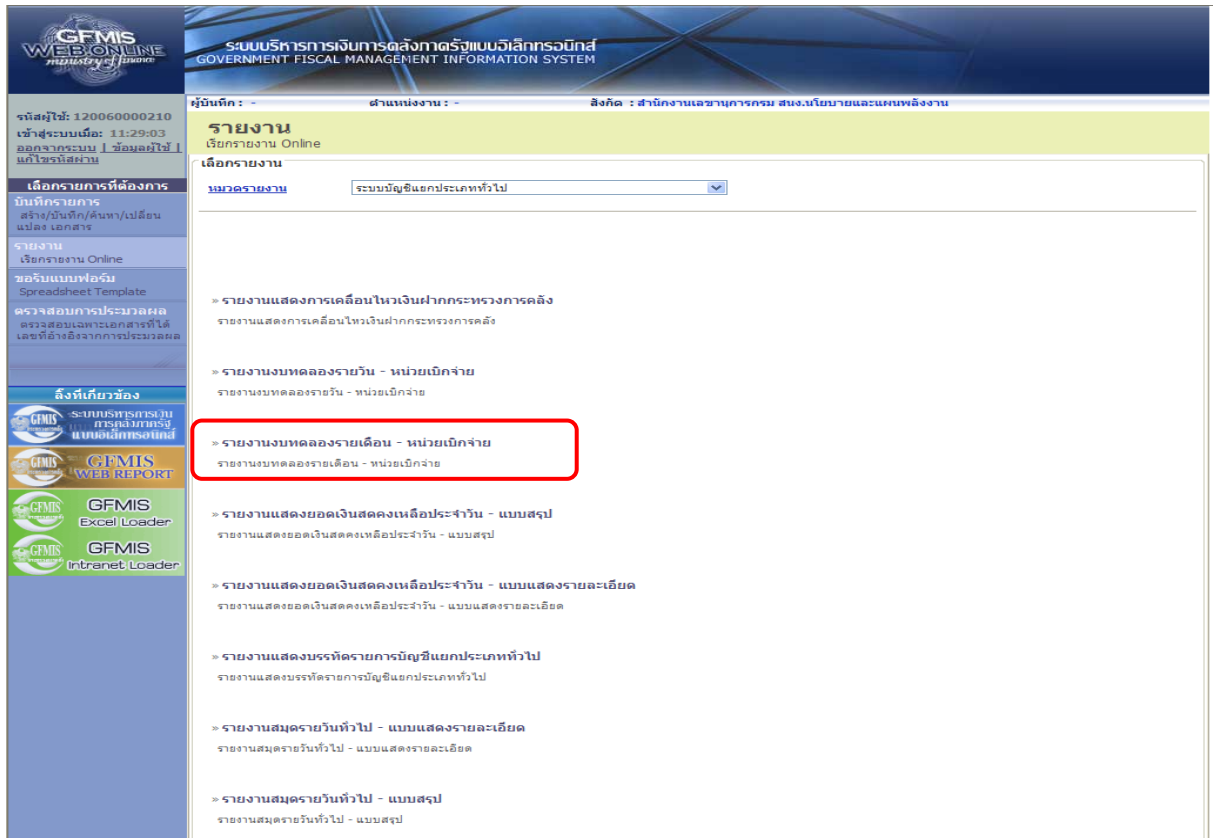 GFMIS
WEB ONLINE
ministry of finance
ระบบบริหารการเงินการคลังภาครัฐแบบอิเล็กทรอนิกส์
GOVERNMENT FISCAL MANAGEMENT INFORMATION SYSTEM
ผู้บันทึก : - ตำแหน่งงาน : - สังกัด : สำนักงานเลขานุการกรม สนง.นโยบายและแผนพลังงาน
รหัสผู้ใช้: 120060000210
เข้าสู่ระบบเมื่อ: 11:29:03
ออกจากระบบ | ข้อมูลผู้ใช้ |
แก้ไขรหัสผ่าน
เลือกรายการที่ต้องการ
บันทึกรายการ
สร้าง/บันทึก/ค้นหา/เปลี่ยน
แปลง เอกสาร
รายงาน
เรียกรายงาน Online
ขอรับแบบฟอร์ม
Spreadsheet Template
ตรวจสอบการประมวลผล
ตรวจสอบเฉพาะเอกสารที่ได้
เลขที่อ้างอิงจากการประมวลผล
ลิ้งที่เกี่ยวข้อง
GFMIS
ระบบบริหารการเงิน
การคลังภาครัฐ
แบบอิเล็กทรอนิกส์
GFMIS
GFMIS
WEB REPORT
GFMIS
GFMIS
Excel Loader
GFMIS
GFMIS
Intranet Loader
รายงาน
เรียกรายงาน Online
เลือกรายงาน
หมวดรายงาน ระบบบัญชีแยกประเภททั่วไป
» รายงานแสดงการเคลื่อนไหวเงินฝากกระทรวงการคลัง
รายงานแสดงการเคลื่อนไหวเงินฝากกระทรวงการคลัง
» รายงานงบทดลองรายวัน - หน่วยเบิกจ่าย
รายงานงบทดลองรายวัน - หน่วยเบิกจ่าย
» รายงานงบทดลองรายเดือน - หน่วยเบิกจ่าย
รายงานงบทดลองรายเดือน - หน่วยเบิกจ่าย
» รายงานแสดงยอดเงินสดคงเหลือประจำวัน - แบบสรุป
รายงานแสดงยอดเงินสดคงเหลือประจำวัน - แบบสรุป
» รายงานแสดงยอดเงินสดคงเหลือประจำวัน - แบบแสดงรายละเอียด
รายงานแสดงยอดเงินสดคงเหลือประจำวัน - แบบแสดงรายละเอียด
» รายงานแสดงบรรทัดรายการบัญชีแยกประเภททั่วไป
รายงานแสดงบรรทัดรายการบัญชีแยกประเภททั่วไป
» รายงานสมุดรายวันทั่วไป - แบบแสดงรายละเอียด
รายงานสมุดรายวันทั่วไป - แบบแสดงรายละเอียด
» รายงานสมุดรายวันทั่วไป - แบบสรุป
รายงานสมุดรายวันทั่วไป - แบบสรุป